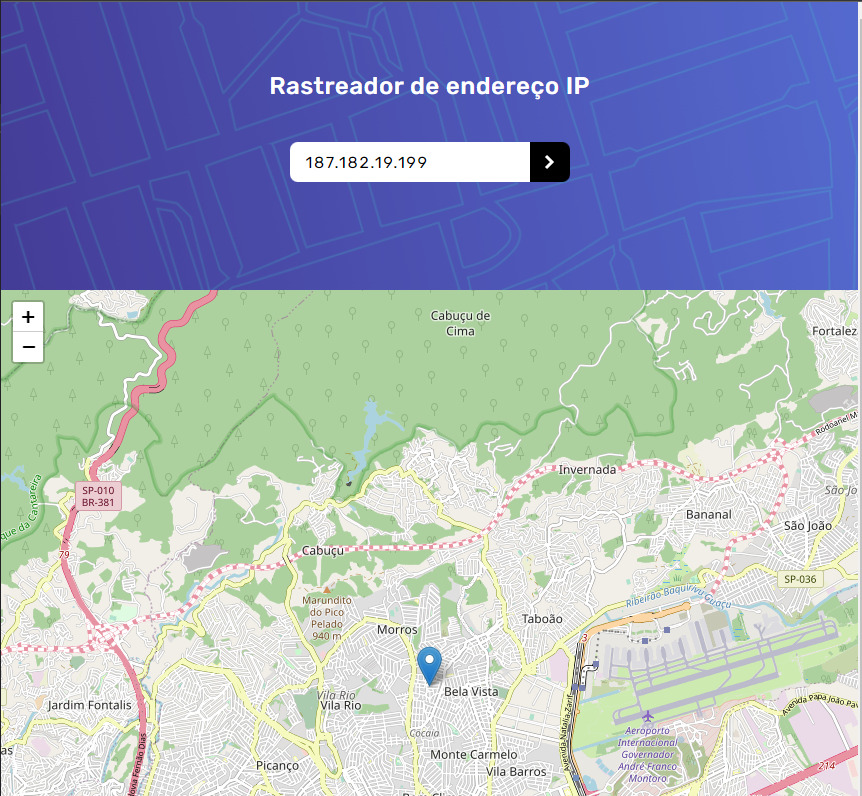 Rastreador de endereço IP
187.182.19.199
+
−
Cabuçu de
Cima
Fortalez
Rodoanel M
Invernada
que da Cantareira
SP-010
BR-381
São Jo
Bananal
São João
79
Cabuçu
SP-036
Marundito
do Pico
Pelado
940 m
Ribeirão Baquirivu Guaçu
Taboão
Morros
3
Bela Vista
Vila Rio
Vila Rio
Jardim Fontalis
Avenida Papa João Pa
Avenida Natália Zarif
Cocaia
Aeroporto
Internacional
Governador
André Franco
Montoro
dovia Fernão Dias
as
Monte Carmelo
Picanço
Vila Barros
214